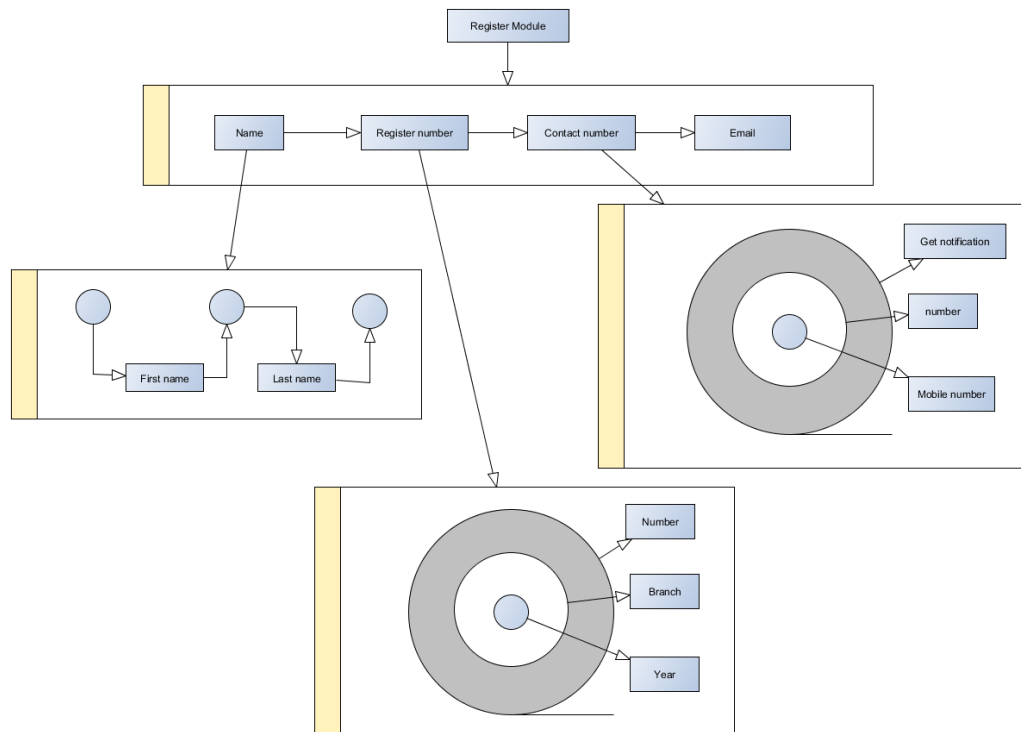 Register Module
Name
Register number
Contact number
Email
Get notification
number
Mobile number
First name
Last name
Number
Branch
Year